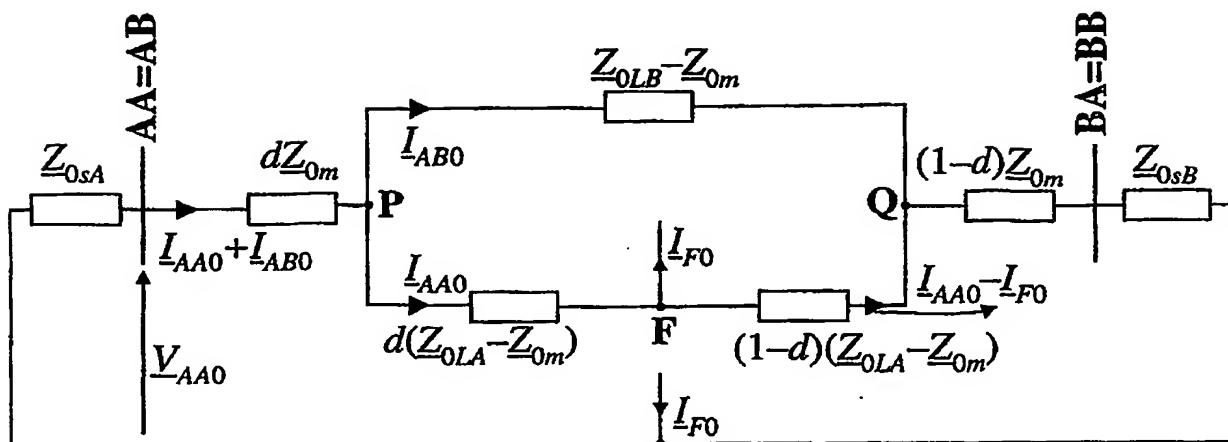 AA=AB
BA=BB
Z0LB–Z0m
IAB0
Z0sA
dZ0m
P
Q
(1–d)Z0m
Z0sB
IAA0+IAB0
IAA0
IF0
IAA0–IF0
d(Z0LA–Z0m)
F
(1–d)(Z0LA–Z0m)
VAA0
IF0